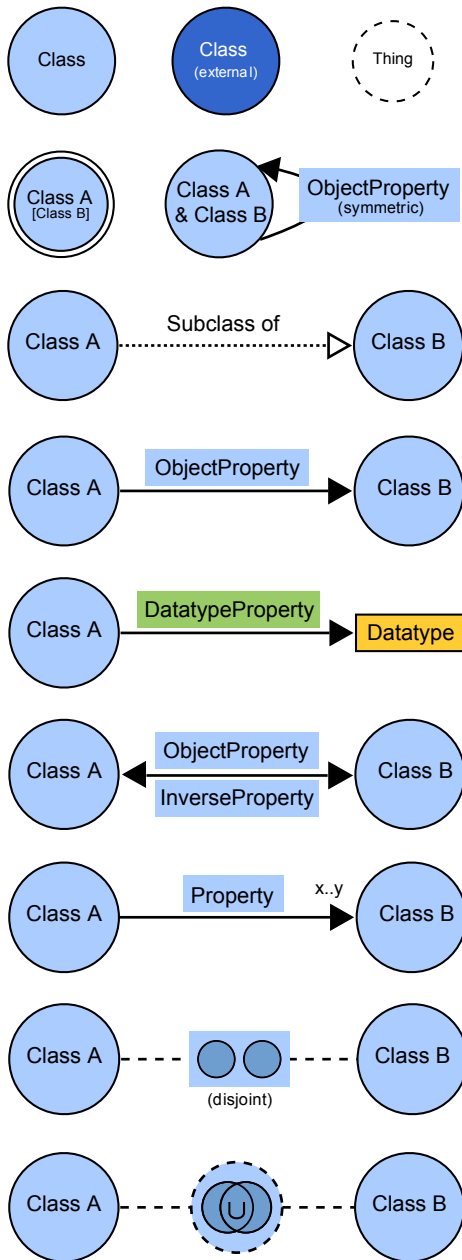 Class
Class
(external)
Thing
Class A
[Class B]
Class A
& Class B
ObjectProperty
(symmetric)
Class A
Subclass of
Class B
Class A
ObjectProperty
Class B
Class A
DatatypeProperty
Datatype
Class A
ObjectProperty
InverseProperty
Class B
Class A
Property
x..y
Class B
Class A
(disjoint)
Class B
Class A
∪
Class B